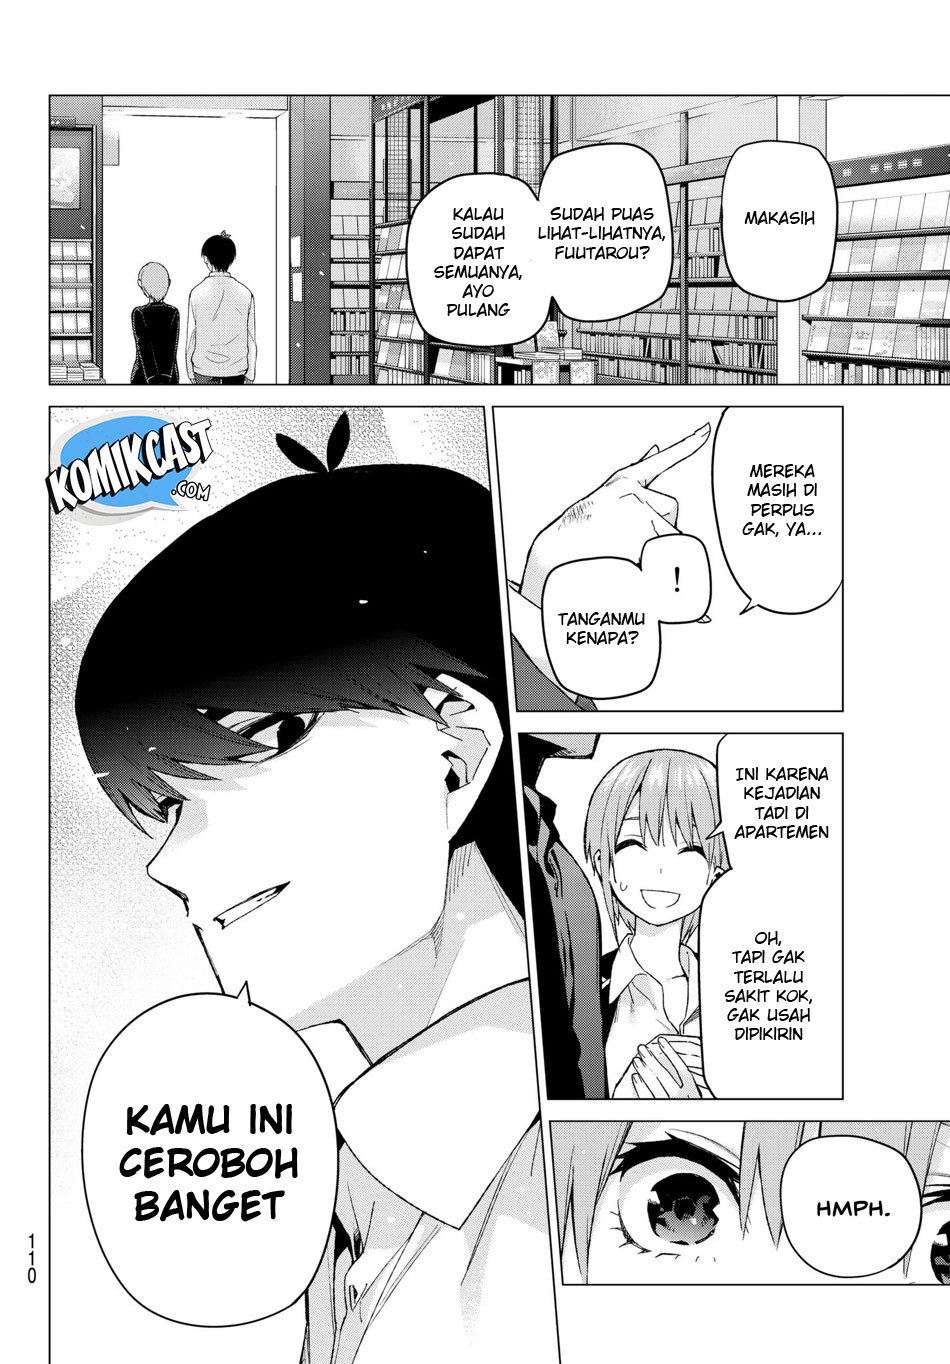 MAKASIH
SUDAH PUAS
LIHAT-LIHATNYA,
FUUTAROU?
KALAU
SUDAH
DAPAT
SEMUANYA,
AYO
PULANG
MEREKA
MASIH DI
PERPUS
GAK, YA...
!
TANGANMU
KENAPA?
INI KARENA
KEJADIAN
TADI DI
APARTEMEN
OH,
TAPI GAK
TERLALU
SAKIT KOK,
GAK USAH
DIPIKIRIN
HMPH.
KOMIKCAST
.COM
KAMU INI
CEROBOH
BANGET
110